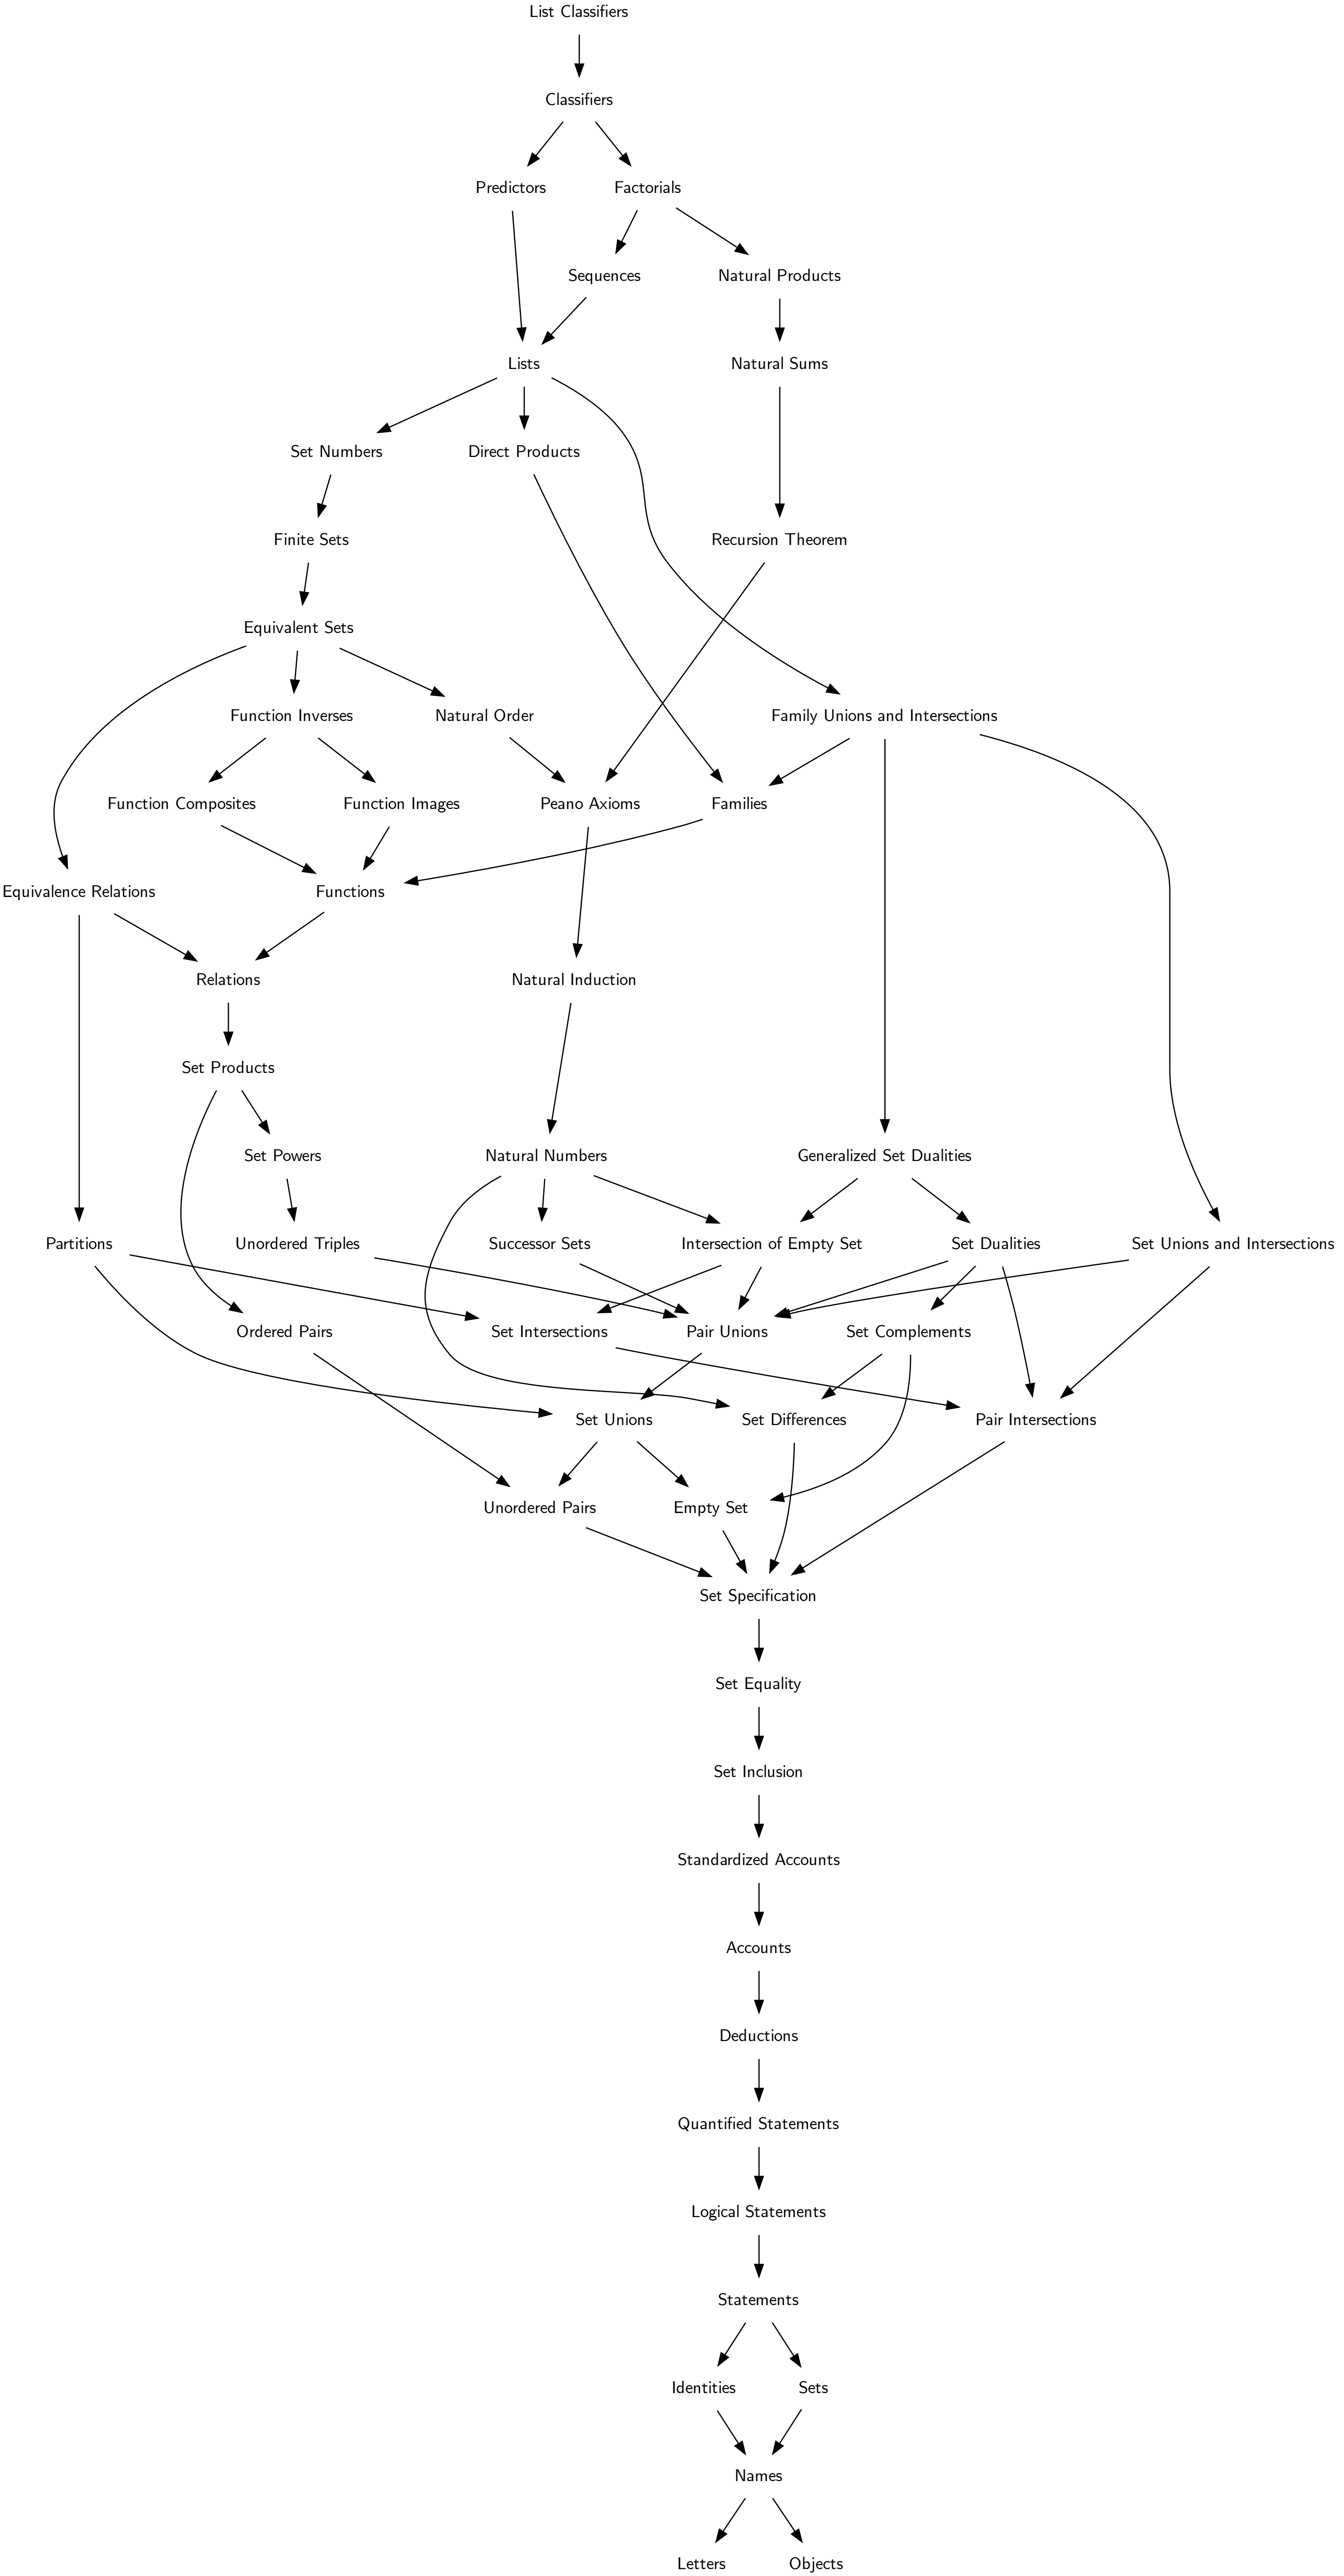 List Classifiers
Classifiers
Predictors
Factorials
Sequences
Natural Products
Lists
Natural Sums
Set Numbers
Direct Products
Finite Sets
Recursion Theorem
Equivalent Sets
Function Inverses
Natural Order
Family Unions and Intersections
Function Composites
Function Images
Peano Axioms
Families
Equivalence Relations
Functions
Relations
Natural Induction
Set Products
Set Powers
Natural Numbers
Generalized Set Dualities
Partitions
Unordered Triples
Successor Sets
Intersection of Empty Set
Set Dualities
Set Unions and Intersections
Ordered Pairs
Set Intersections
Pair Unions
Set Complements
Set Unions
Set Differences
Pair Intersections
Unordered Pairs
Empty Set
Set Specification
Set Equality
Set Inclusion
Standardized Accounts
Accounts
Deductions
Quantified Statements
Logical Statements
Statements
Identities
Sets
Names
Letters
Objects